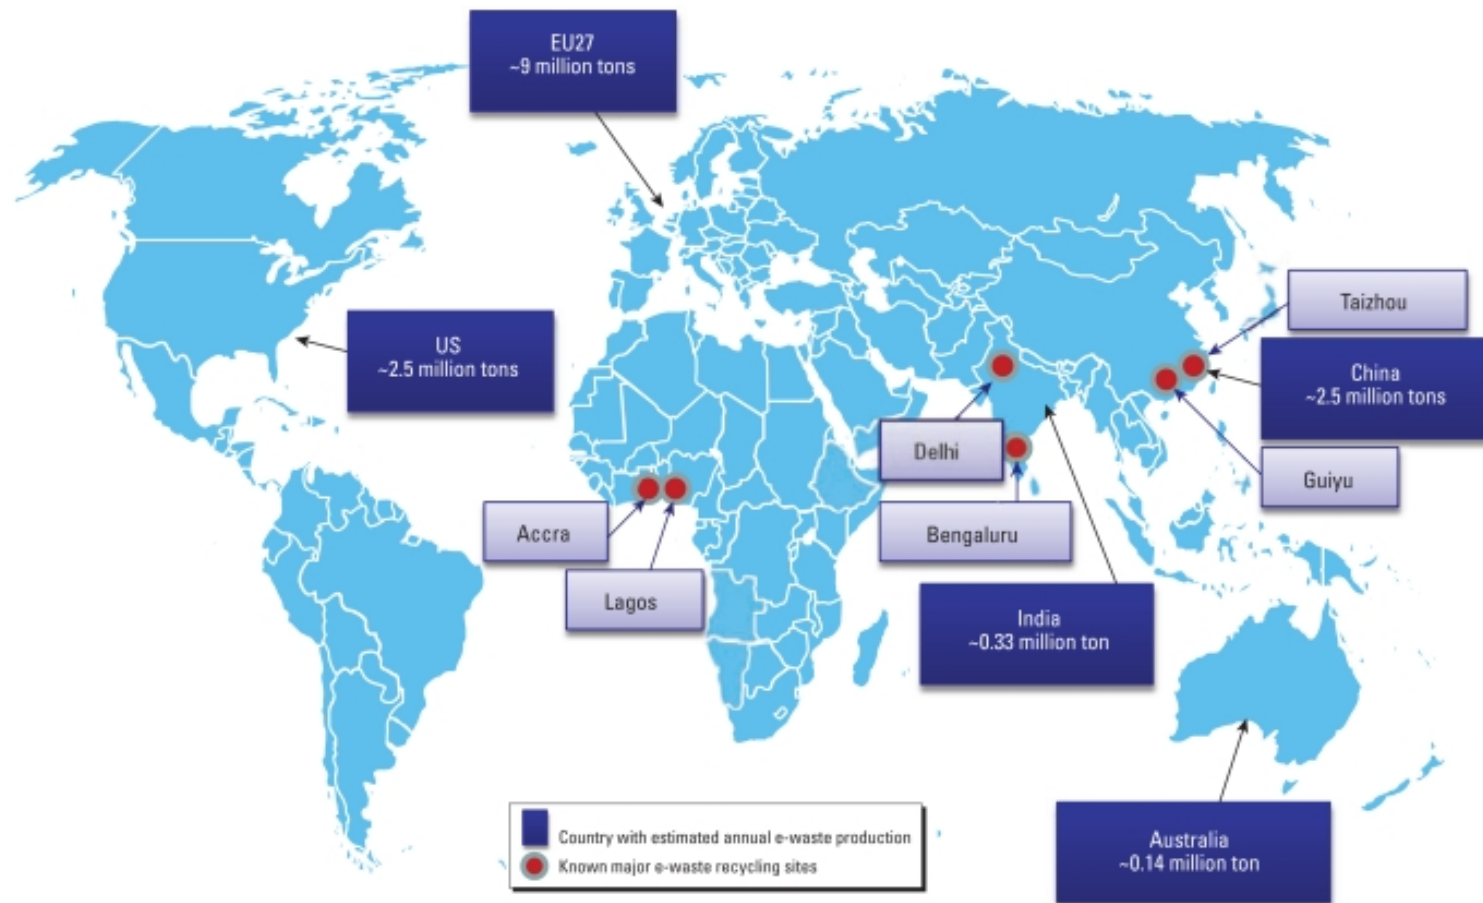 EU27
~9 million tons
US
~2.5 million tons
Taizhou
China
~2.5 million tons
Guiyu
Delhi
Bengaluru
Accra
Lagos
India
~0.33 million ton
Australia
~0.14 million ton
Country with estimated annual e-waste production
Known major e-waste recycling sites